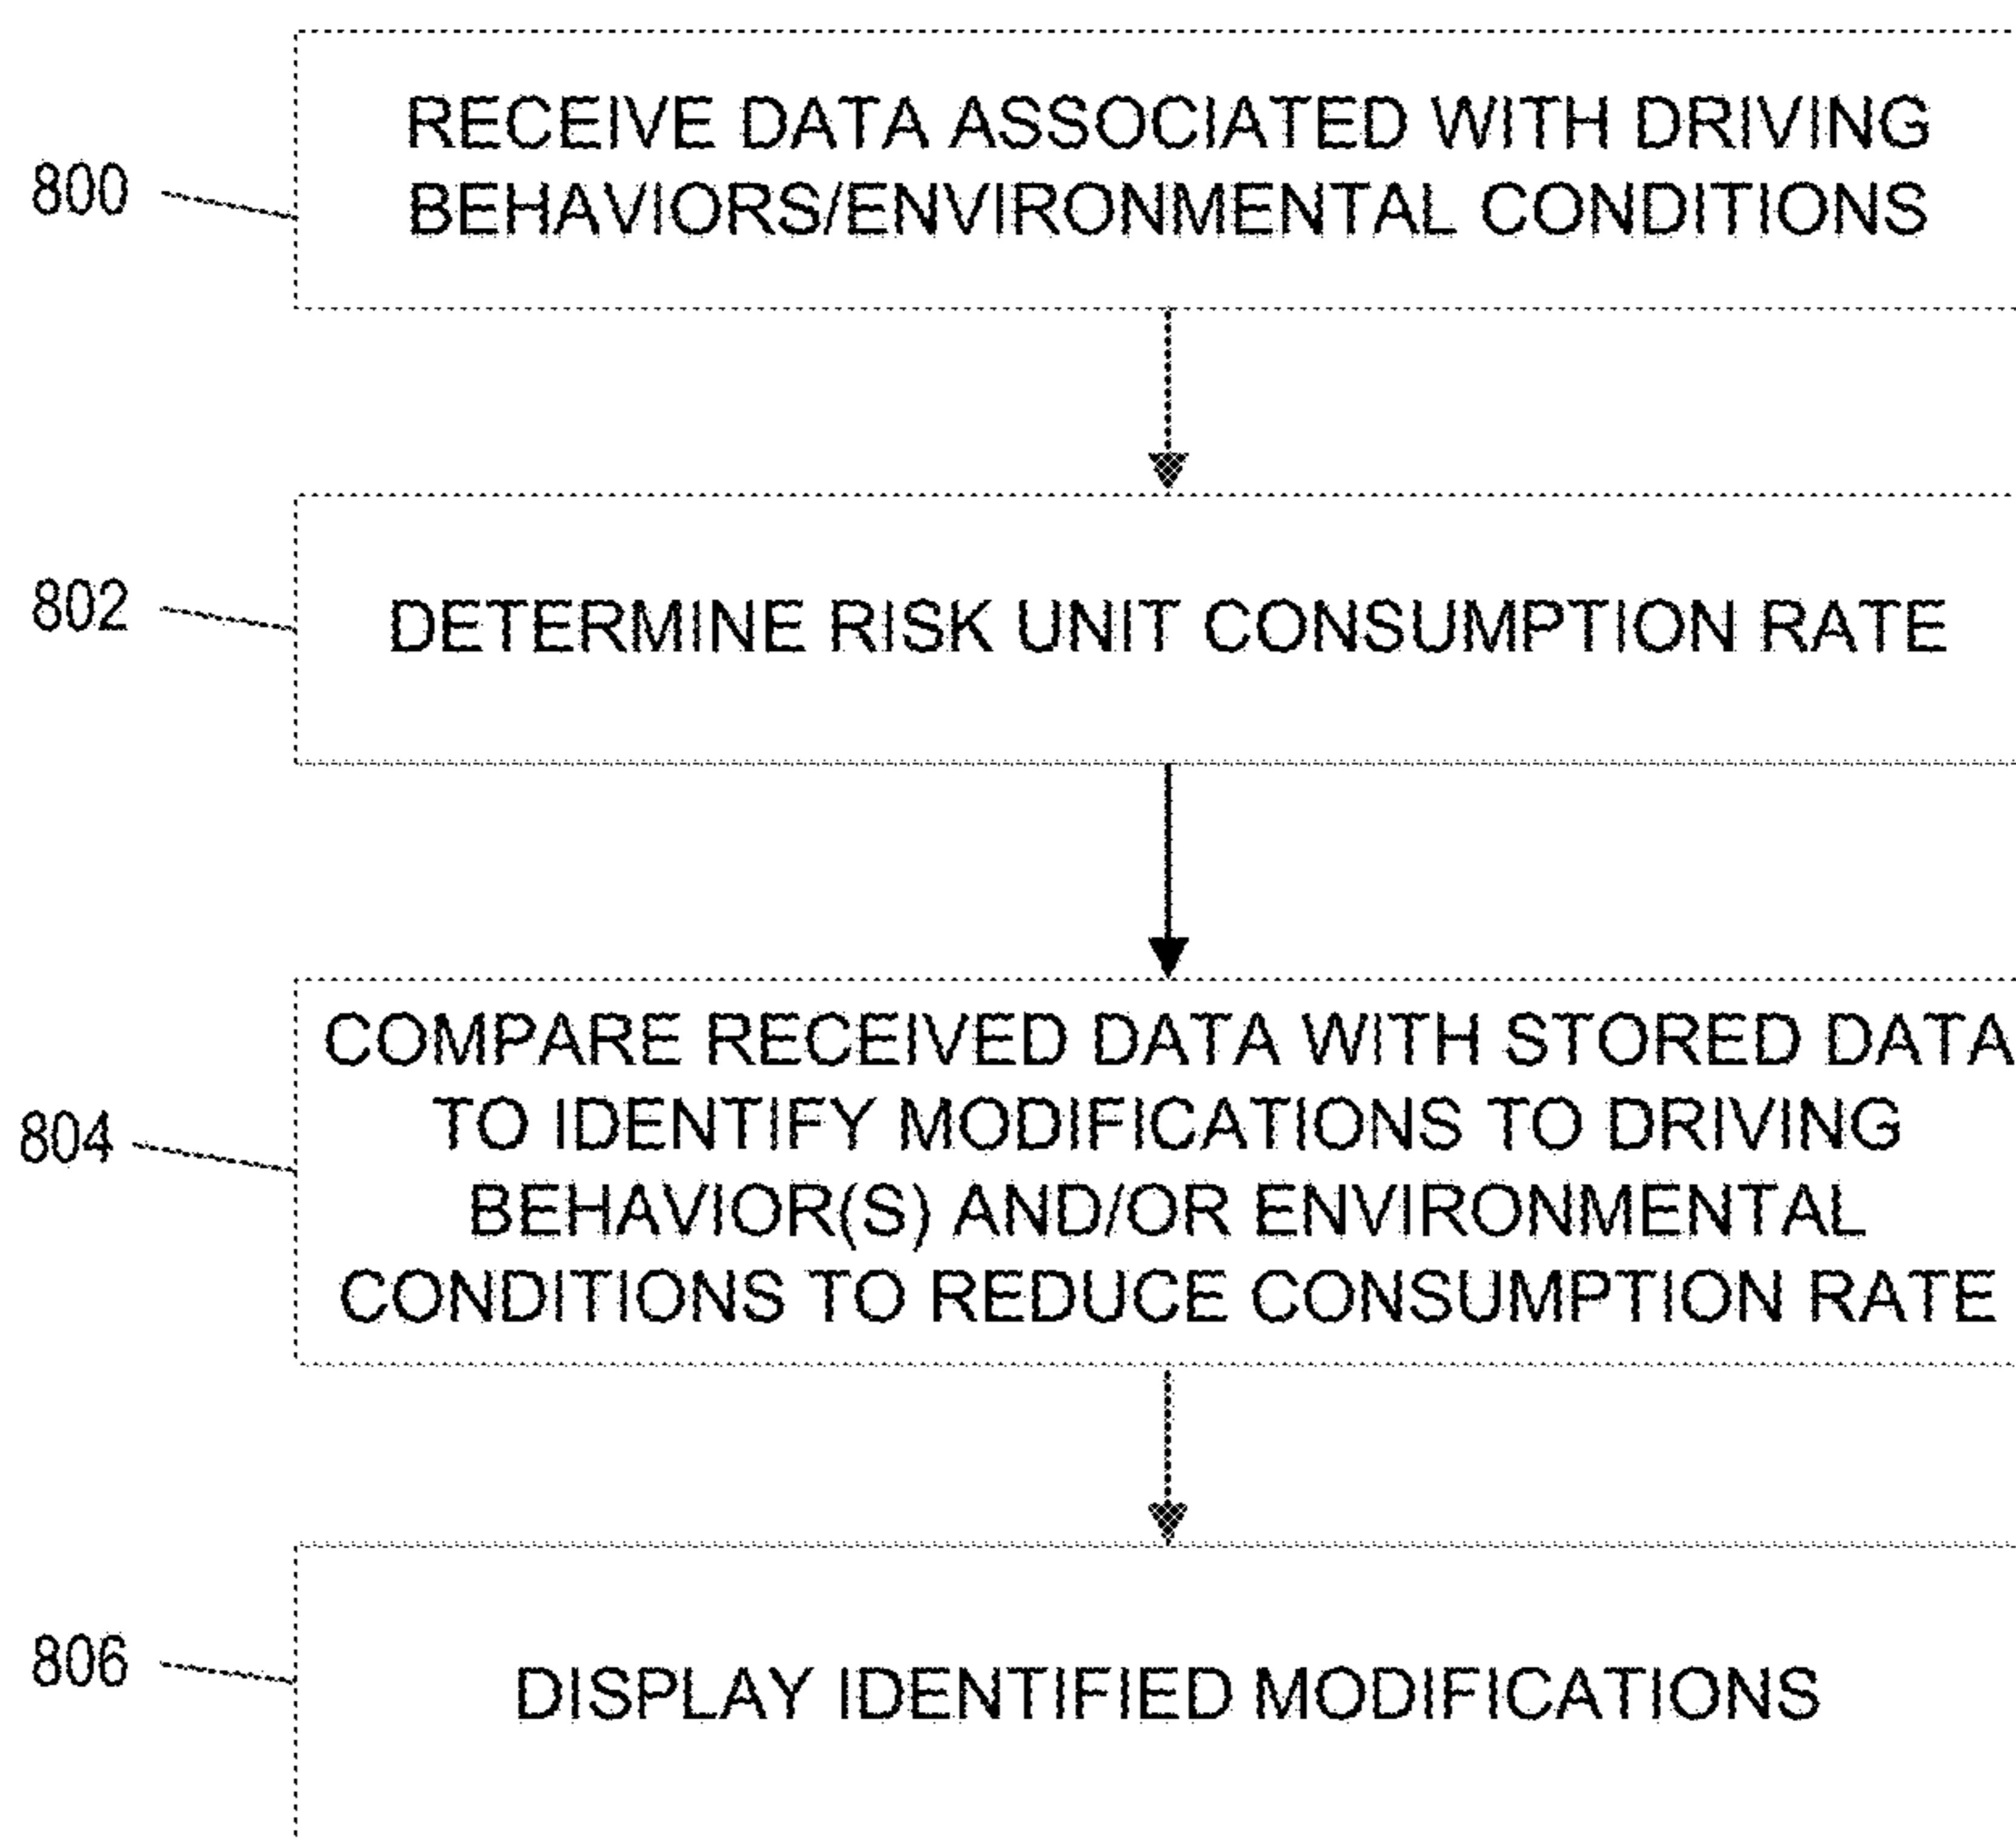 RECEIVE DATA ASSOCIATED WITH DRIVING
BEHAVIORS/ENVIRONMENTAL CONDITIONS
800
DETERMINE RISK UNIT CONSUMPTION RATE
802
COMPARE RECEIVED DATA WITH STORED DATA
TO IDENTIFY MODIFICATIONS TO DRIVING
BEHAVIOR(S) AND/OR ENVIRONMENTAL
CONDITIONS TO REDUCE CONSUMPTION RATE
804
DISPLAY IDENTIFIED MODIFICATIONS
806